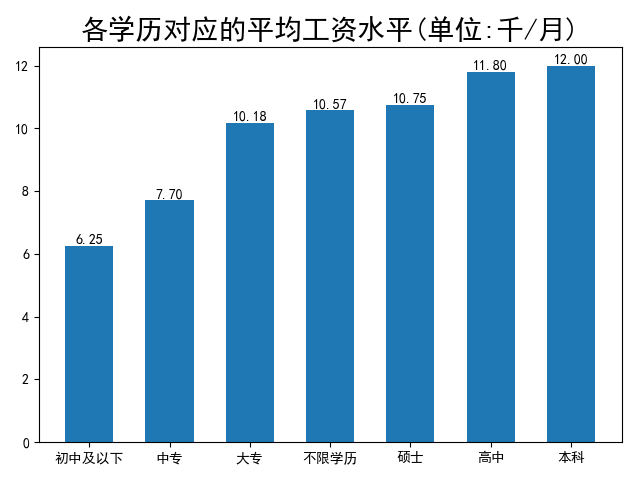 各学历对应的平均工资水平(单位:千/月)
12
10
8
6
4
2
0
6.25
7.70
10.18
10.57
10.75
11.80
12.00
初中及以下
中专
大专
不限学历
硕士
高中
本科